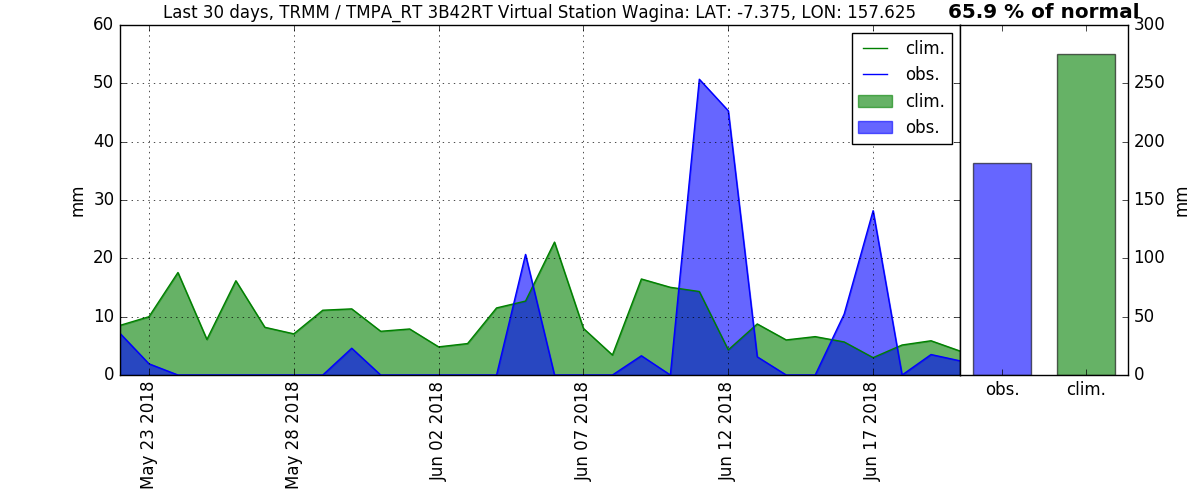 Last 30 days, TRMM / TMPA_RT 3B42RT Virtual Station Wagina: LAT: -7.375, LON: 157.625
65.9 % of normal
60
50
40
30
20
10
0
mm
clim.
obs.
clim.
obs.
300
250
200
150
100
50
0
mm
obs.
clim.
May 23 2018
May 28 2018
Jun 02 2018
Jun 07 2018
Jun 12 2018
Jun 17 2018